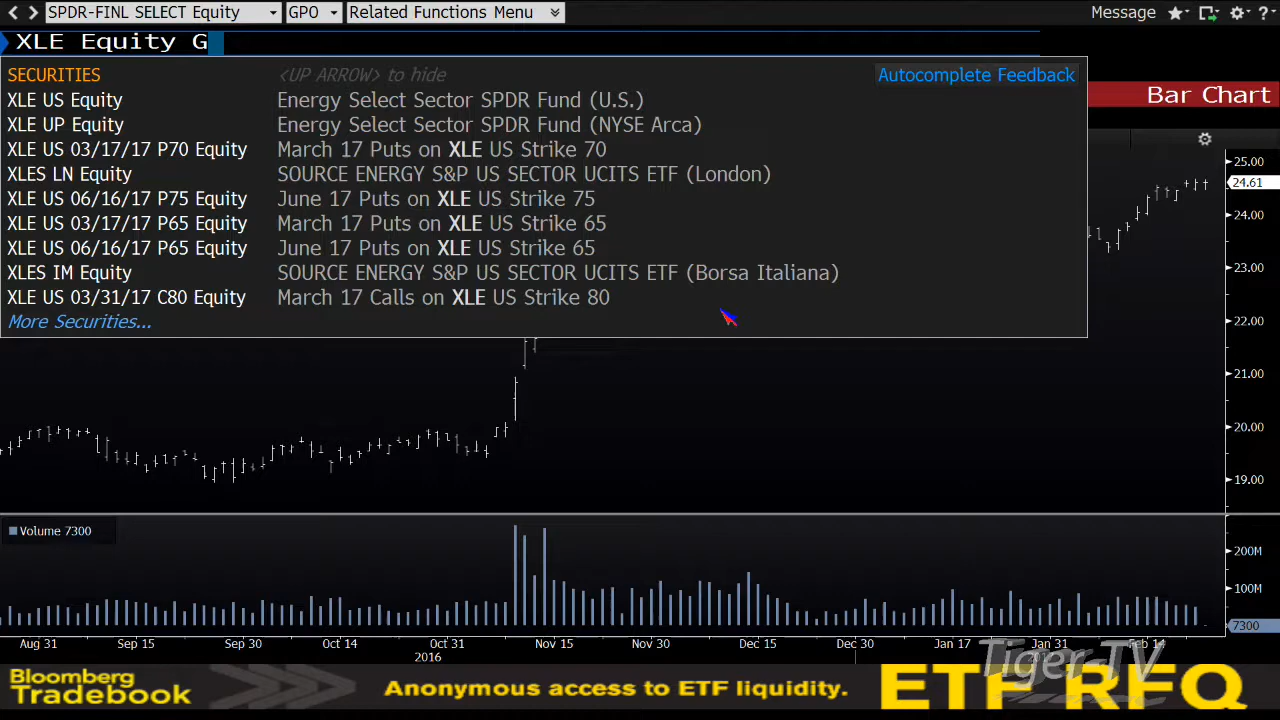 SPDR-FINL SELECT Equity GPO Related Functions Menu Message ?
XLE Equity G
SECURITIES <UP ARROW> to hide Autocomplete Feedback
XLE US Equity Energy Select Sector SPDR Fund (U.S.)
Bar Chart
XLE UP Equity Energy Select Sector SPDR Fund (NYSE Arca)
XLE US 03/17/17 P70 Equity March 17 Puts on XLE US Strike 70
XLES LN Equity SOURCE ENERGY S&P US SECTOR UCITS ETF (London)
XLE US 06/16/17 P75 Equity June 17 Puts on XLE US Strike 75
XLE US 03/17/17 P65 Equity March 17 Puts on XLE US Strike 65
XLE US 06/16/17 P65 Equity June 17 Puts on XLE US Strike 65
XLES IM Equity SOURCE ENERGY S&P US SECTOR UCITS ETF (Borsa Italiana)
XLE US 03/31/17 C80 Equity March 17 Calls on XLE US Strike 80
More Securities...
25.00
24.61
24.00
23.00
22.00
21.00
20.00
19.00
Volume 7300
200M
100M
7300
Aug 31 Sep 15 Sep 30 Oct 14 Oct 31 Nov 15 Nov 30 Dec 15 Dec 30 Jan 17 Jan 31 Feb 14
2016
Tiger TV
Bloomberg
Tradebook
Anonymous access to ETF liquidity.
ETF RFQ